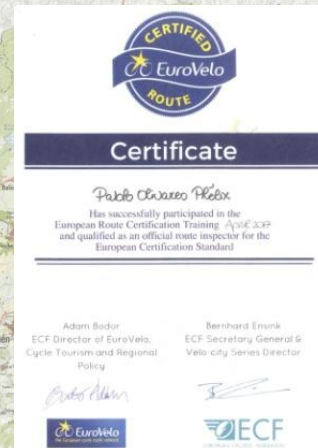 CERTIFIED
EuroVelo
ROUTE
Certificate
Pablo
Has successfully participated in the
European Route Certification Training April 2017
and qualified as an official route inspector for the
European Certification Standard
Adam Bodor
ECF Director of EuroVelo,
Cycle Tourism and Regional
Policy
Bernhard Ensink
ECF Secretary General &
Velo-city Series Director
EuroVelo
ECF